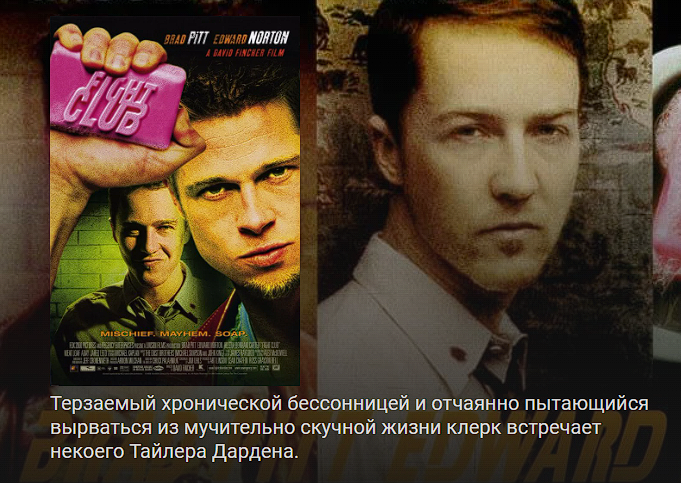 BRAD PITT EDWARD NORTON
A DAVID FINCHER FILM
FIGHT
CLUB
MISCHIEF. MAYHEM. SOAP.
Терзаемый хронической бессонницей и отчаянно пытающийся
вырваться из мучительно скучной жизни клерк встречает
некоего Тайлера Дардена.
EDWARD